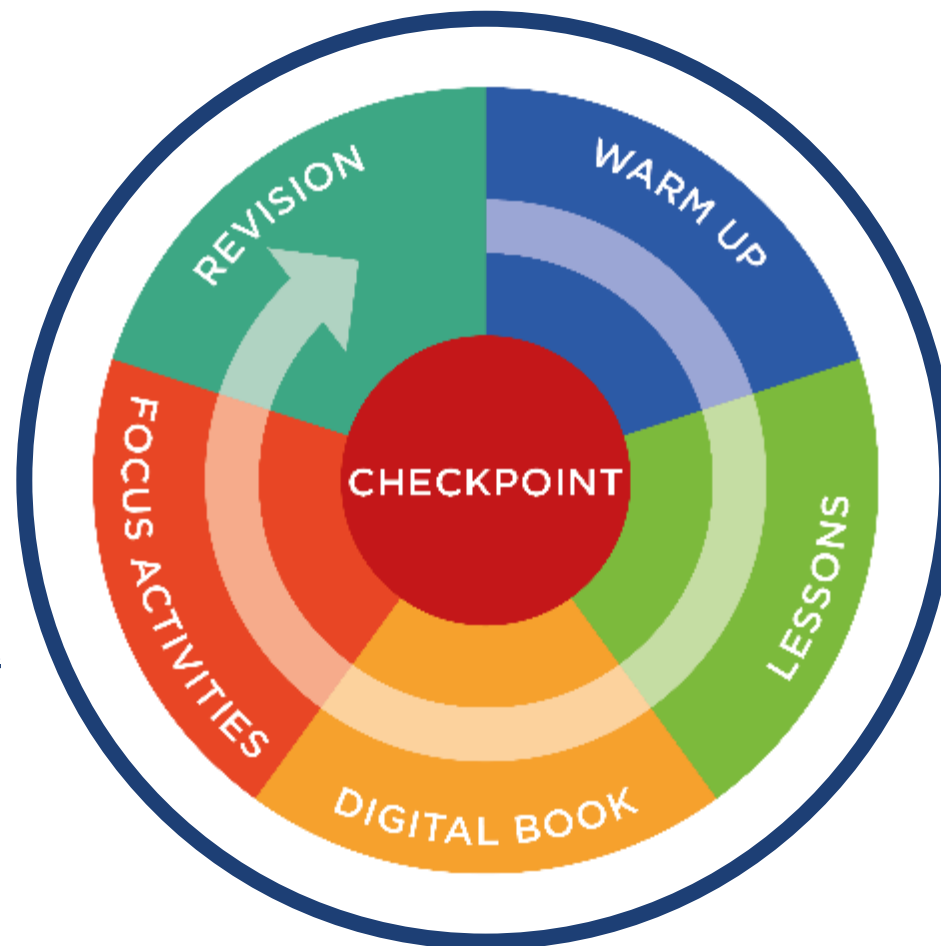 WARM UP
LESSONS
DIGITAL BOOK
FOCUS ACTIVITIES
REVISION
CHECKPOINT